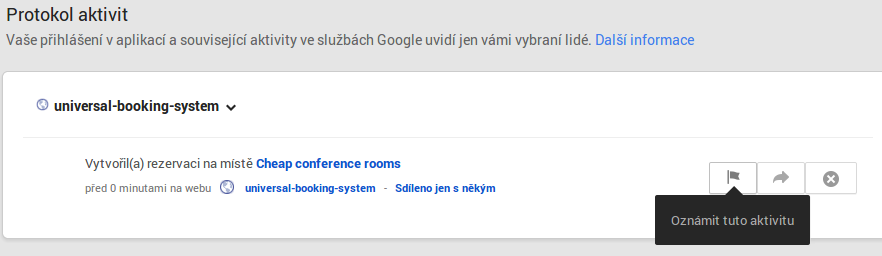 Protokol aktivit
Vaše přihlášení v aplikací a související aktivity ve službách Google uvidí jen vámi vybraní lidé. Další informace
universal-booking-system
Vytvořil(a) rezervaci na místě Cheap conference rooms
před 0 minutami na webu universal-booking-system - Sdíleno jen s někým
Oznámit tuto aktivitu